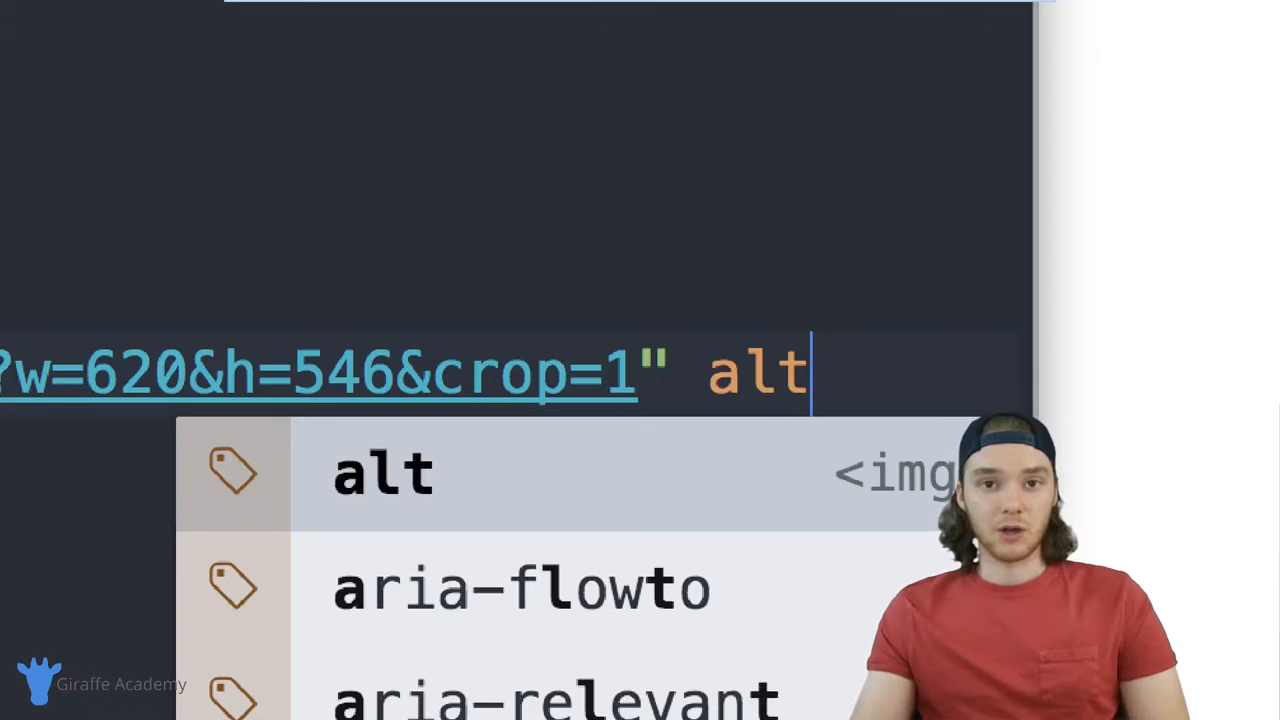 ?w=620&h=546&crop=1" alt
alt <img
aria-flowto
aria-relevant
Giraffe Academy